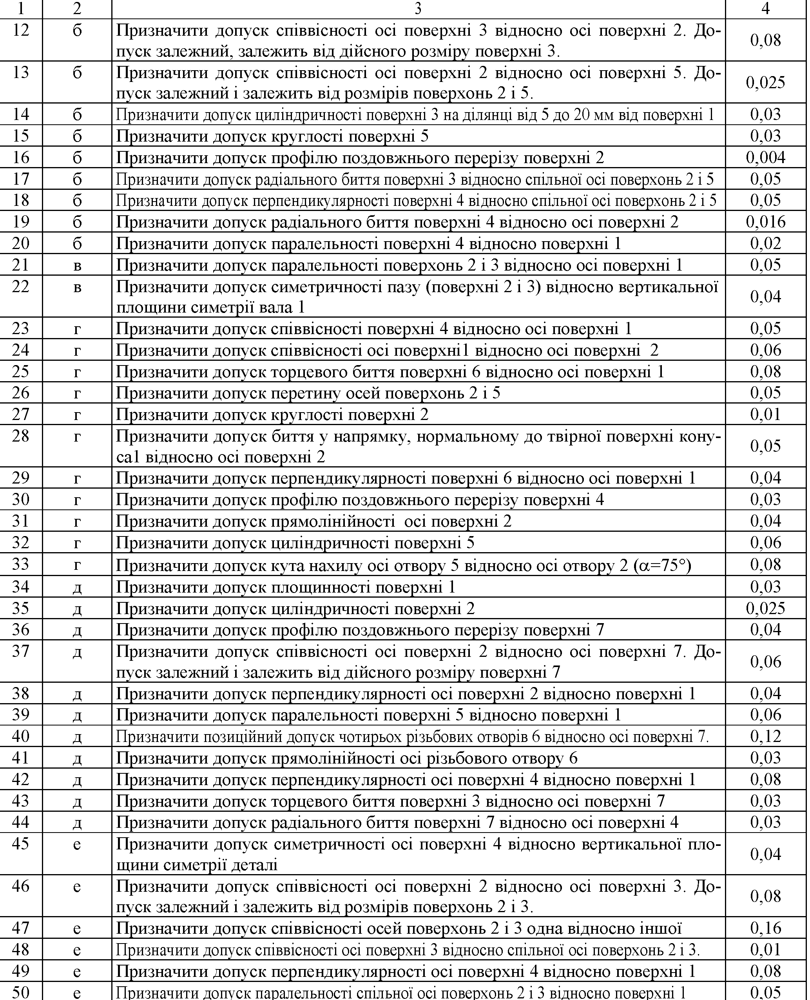 1 2 3 4
12 б Призначити допуск співвісності осі поверхні 3 відносно осі поверхні 2. До-
пуск залежний, залежить від дійсного розміру поверхні 3. 0,08
13 б Призначити допуск співвісності осі поверхні 2 відносно осі поверхні 5. До-
пуск залежний і залежить від розмірів поверхонь 2 і 5. 0,025
14 б Призначити допуск циліндричності поверхні 3 на ділянці від 5 до 20 мм від поверхні 1 0,03
15 б Призначити допуск круглості поверхні 5 0,03
16 б Призначити допуск профілю поздовжнього перерізу поверхні 2 0,004
17 б Призначити допуск радіального биття поверхні 3 відносно спільної осі поверхонь 2 і 5 0,05
18 б Призначити допуск перпендикулярності поверхні 4 відносно спільної осі поверхонь 2 і 5 0,05
19 б Призначити допуск радіального биття поверхні 4 відносно осі поверхні 2 0,016
20 б Призначити допуск паралельності поверхні 4 відносно поверхні 1 0,02
21 в Призначити допуск паралельності поверхонь 2 і 3 відносно осі поверхні 1 0,05
22 в Призначити допуск симетричності пазу (поверхні 2 і 3) відносно вертикальної
площини симетрії вала 1 0,04
23 г Призначити допуск співвісності поверхні 4 відносно осі поверхні 1 0,05
24 г Призначити допуск співвісності осі поверхні1 відносно осі поверхні 2 0,06
25 г Призначити допуск торцевого биття поверхні 6 відносно осі поверхні 1 0,08
26 г Призначити допуск перетину осей поверхонь 2 і 5 0,05
27 г Призначити допуск круглості поверхні 2 0,01
28 г Призначити допуск биття у напрямку, нормальному до твірної поверхні кону-
са1 відносно осі поверхні 2 0,05
29 г Призначити допуск перпендикулярності поверхні 6 відносно осі поверхні 1 0,04
30 г Призначити допуск профілю поздовжнього перерізу поверхні 4 0,03
31 г Призначити допуск прямолінійності осі поверхні 2 0,04
32 г Призначити допуск циліндричності поверхні 5 0,06
33 г Призначити допуск кута нахилу осі отвору 5 відносно осі отвору 2 (α=75°) 0,08
34 д Призначити допуск площинності поверхні 1 0,03
35 д Призначити допуск циліндричності поверхні 2 0,025
36 д Призначити допуск профілю поздовжнього перерізу поверхні 7 0,04
37 д Призначити допуск співвісності осі поверхні 2 відносно осі поверхні 7. До-
пуск залежний і залежить від дійсного розміру поверхні 7 0,06
38 д Призначити допуск перпендикулярності осі поверхні 2 відносно поверхні 1 0,04
39 д Призначити допуск паралельності поверхні 5 відносно поверхні 1 0,06
40 д Призначити позиційний допуск чотирьох різьбових отворів 6 відносно осі поверхні 7. 0,12
41 д Призначити допуск прямолінійності осі різьбового отвору 6 0,03
42 д Призначити допуск перпендикулярності осі поверхні 4 відносно поверхні 1 0,08
43 д Призначити допуск торцевого биття поверхні 3 відносно осі поверхні 7 0,03
44 д Призначити допуск радіального биття поверхні 7 відносно осі поверхні 4 0,03
45 е Призначити допуск симетричності осі поверхні 4 відносно вертикальної пло-
щини симетрії деталі 0,04
46 е Призначити допуск співвісності осі поверхні 2 відносно осі поверхні 3. До-
пуск залежний і залежить від розмірів поверхонь 2 і 3. 0,08
47 е Призначити допуск співвісності осей поверхонь 2 і 3 одна відносно іншої 0,16
48 е Призначити допуск співвісності осі поверхні 3 відносно спільної осі поверхонь 2 і 3. 0,01
49 е Призначити допуск перпендикулярності осі поверхні 4 відносно поверхні 1 0,08
50 е Призначити допуск паралельності спільної осі поверхонь 2 і 3 відносно поверхні 1 0,05